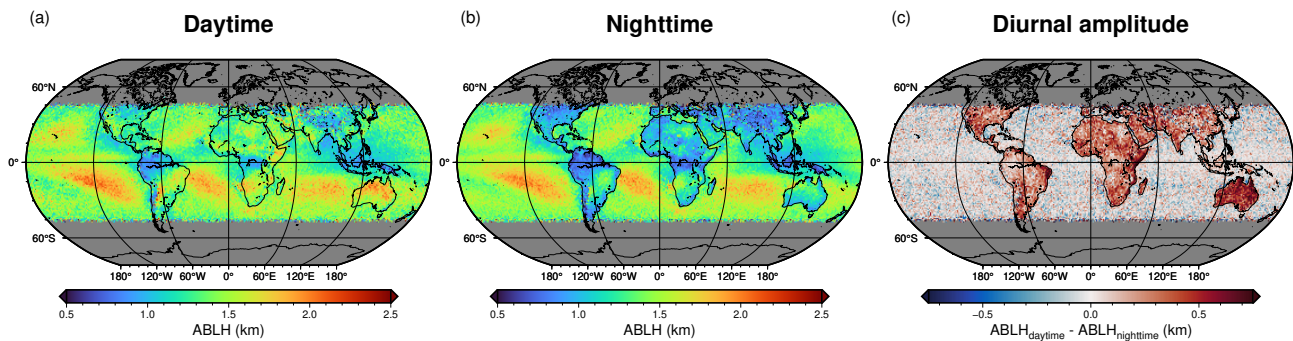 (a)
Daytime
60°N
0°
60°S
180° 120°W 60°W 0° 60°E 120°E 180°
0.5 1.0 1.5 2.0 2.5
ABLH (km)
(b)
Nighttime
60°N
0°
60°S
180° 120°W 60°W 0° 60°E 120°E 180°
0.5 1.0 1.5 2.0 2.5
ABLH (km)
(c)
Diurnal amplitude
60°N
0°
60°S
180° 120°W 60°W 0° 60°E 120°E 180°
−0.5 0.0 0.5
ABLHdaytime - ABLHnighttime (km)